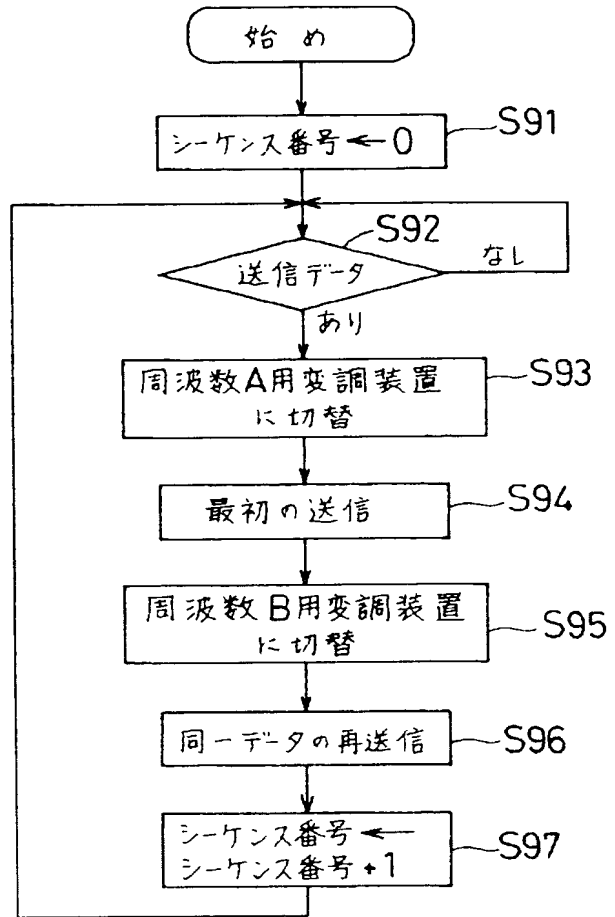 始め
シーケンス番号←0
S91
S92
送信データ
なし
あり
周波数A用変調装置
に切替
S93
最初の送信
S94
周波数B用変調装置
に切替
S95
同一データの再送信
S96
シーケンス番号←
シーケンス番号+1
S97